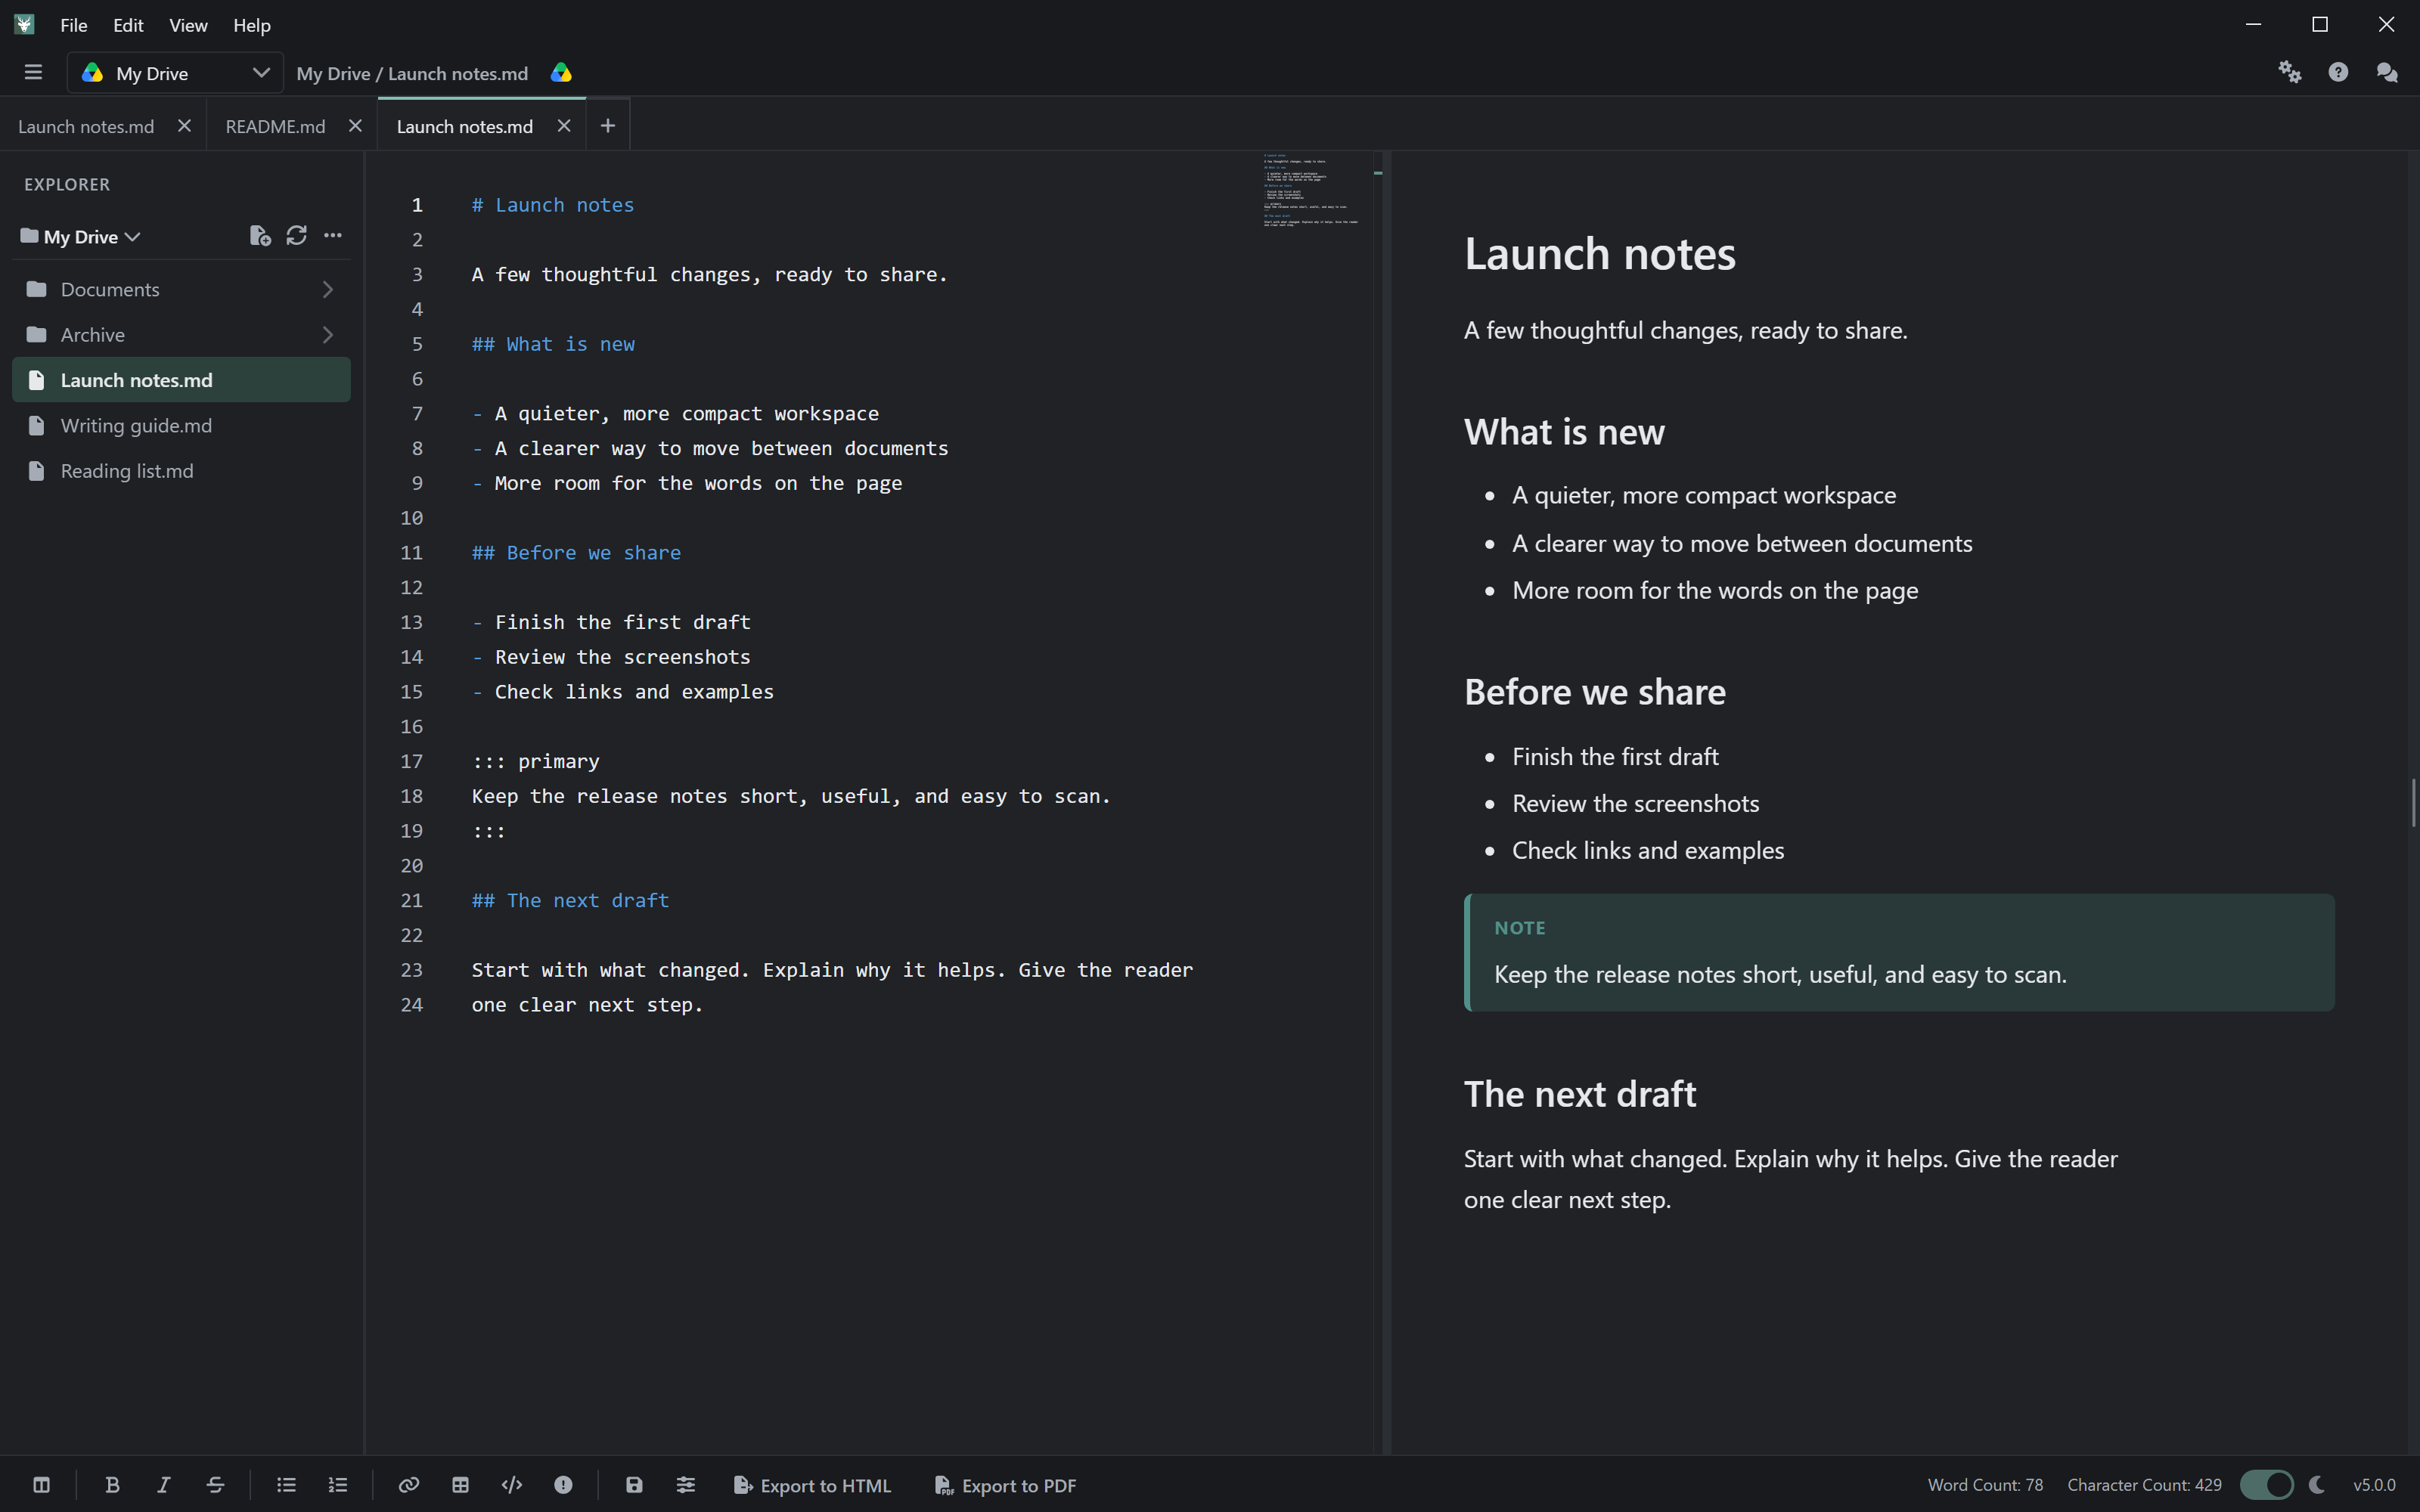 File Edit View Help
My Drive My Drive / Launch notes.md
Launch notes.md README.md Launch notes.md
EXPLORER
My Drive
Documents
Archive
Launch notes.md
Writing guide.md
Reading list.md
1 # Launch notes
2
3 A few thoughtful changes, ready to share.
4
5 ## What is new
6
7 - A quieter, more compact workspace
8 - A clearer way to move between documents
9 - More room for the words on the page
10
11 ## Before we share
12
13 - Finish the first draft
14 - Review the screenshots
15 - Check links and examples
16
17 ::: primary
18 Keep the release notes short, useful, and easy to scan.
19 :::
20
21 ## The next draft
22
23 Start with what changed. Explain why it helps. Give the reader
24 one clear next step.
Launch notes
A few thoughtful changes, ready to share.
What is new
• A quieter, more compact workspace
• A clearer way to move between documents
• More room for the words on the page
Before we share
• Finish the first draft
• Review the screenshots
• Check links and examples
NOTE
Keep the release notes short, useful, and easy to scan.
The next draft
Start with what changed. Explain why it helps. Give the reader
one clear next step.
Export to HTML Export to PDF Word Count: 78 Character Count: 429 v5.0.0